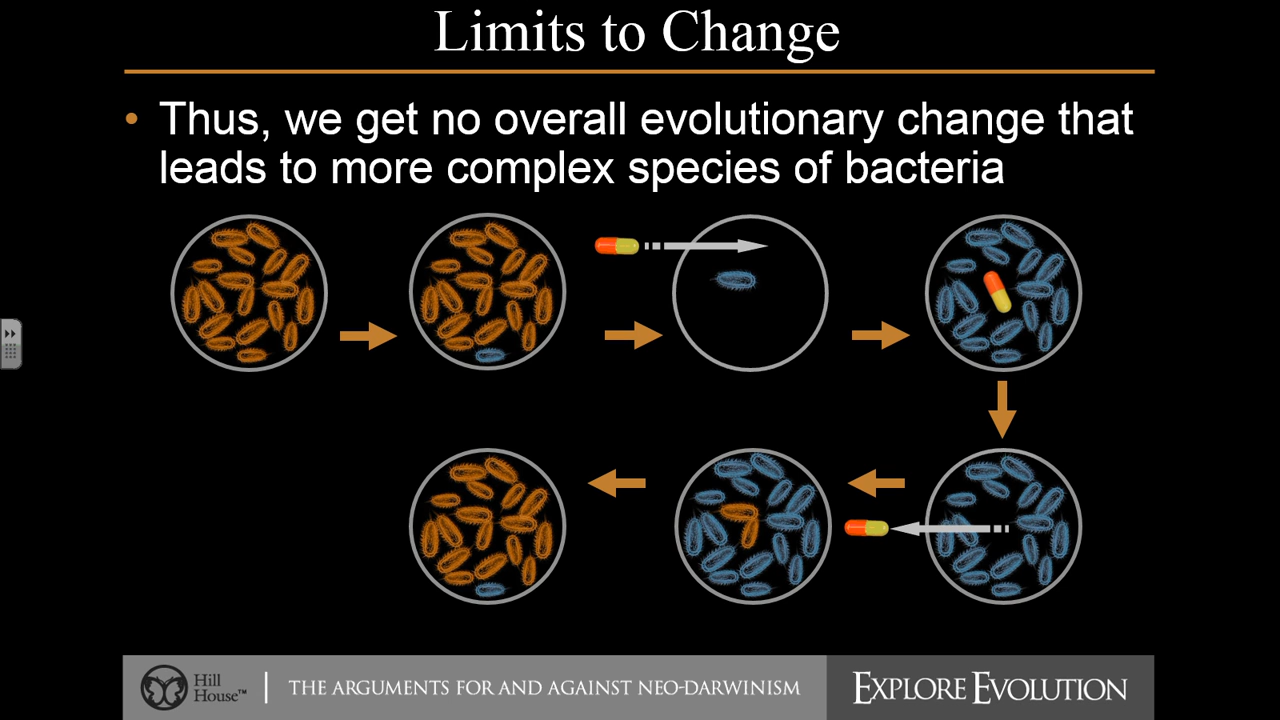 Limits to Change
• Thus, we get no overall evolutionary change that
leads to more complex species of bacteria
Hill
House™
THE ARGUMENTS FOR AND AGAINST NEO-DARWINISM
EXPLORE EVOLUTION